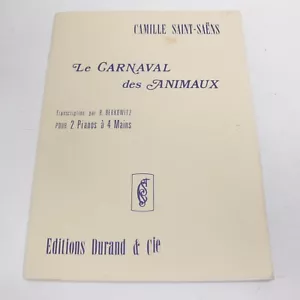 CAMILLE SAINT-SAËNS
Le CARNAVAL
des ANIMAUX
Transcription par R. BERKOWITZ
POUR 2 PIANOS à 4 MAINS
Editions Durand & Cie